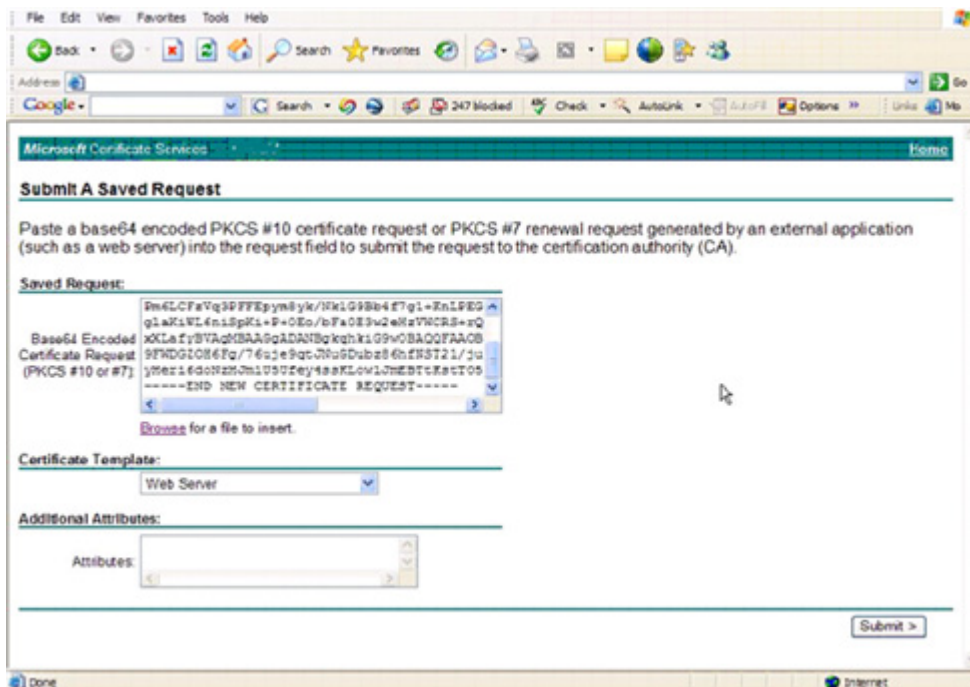 File Edit View Favorites Tools Help
Back Search Favorites
Address Go
Google Search 247 blocked Check AutoLink AutoFill Options Links
Microsoft Certificate Services Home
Submit A Saved Request
Paste a base64 encoded PKCS #10 certificate request or PKCS #7 renewal request generated by an external application
(such as a web server) into the request field to submit the request to the certification authority (CA).
Saved Request:
Base64 Encoded
Certificate Request
(PKCS #10 or #7):
-----END NEW CERTIFICATE REQUEST-----
Browse for a file to insert.
Certificate Template:
Web Server
Additional Attributes:
Attributes:
Submit >
Done Internet